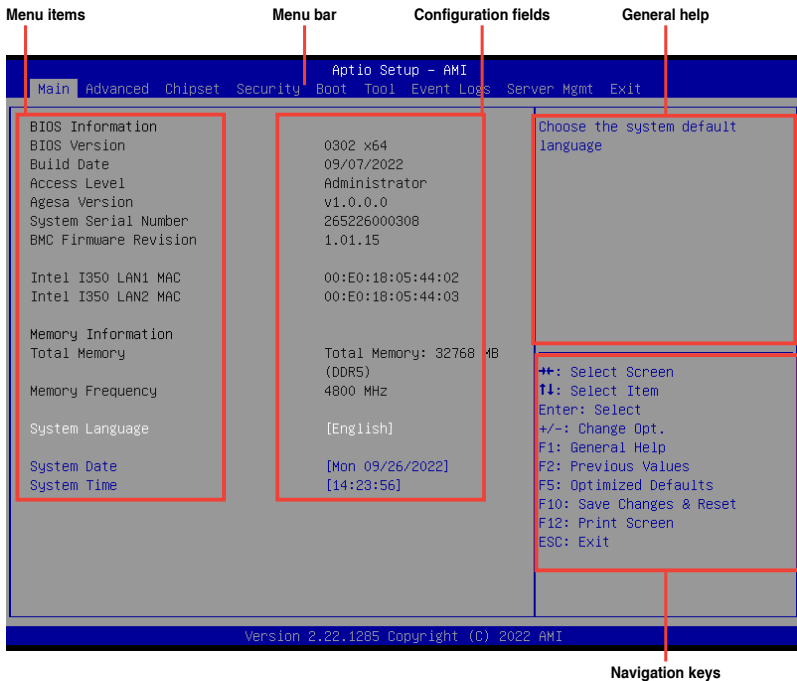 Menu items Menu bar Configuration fields General help
Aptio Setup – AMI
Main Advanced Chipset Security Boot Tool Event Logs Server Mgmt Exit
BIOS Information
BIOS Version 0302 x64
Build Date 09/07/2022
Access Level Administrator
Agesa Version v1.0.0.0
System Serial Number 265226000308
BMC Firmware Revision 1.01.15
Intel I350 LAN1 MAC 00:E0:18:05:44:02
Intel I350 LAN2 MAC 00:E0:18:05:44:03
Memory Information
Total Memory Total Memory: 32768 MB
(DDR5)
Memory Frequency 4800 MHz
System Language [English]
System Date [Mon 09/26/2022]
System Time [14:23:56]
Choose the system default
language
→←: Select Screen
↑↓: Select Item
Enter: Select
+/-: Change Opt.
F1: General Help
F2: Previous Values
F5: Optimized Defaults
F10: Save Changes & Reset
F12: Print Screen
ESC: Exit
Version 2.22.1285 Copyright (C) 2022 AMI
Navigation keys